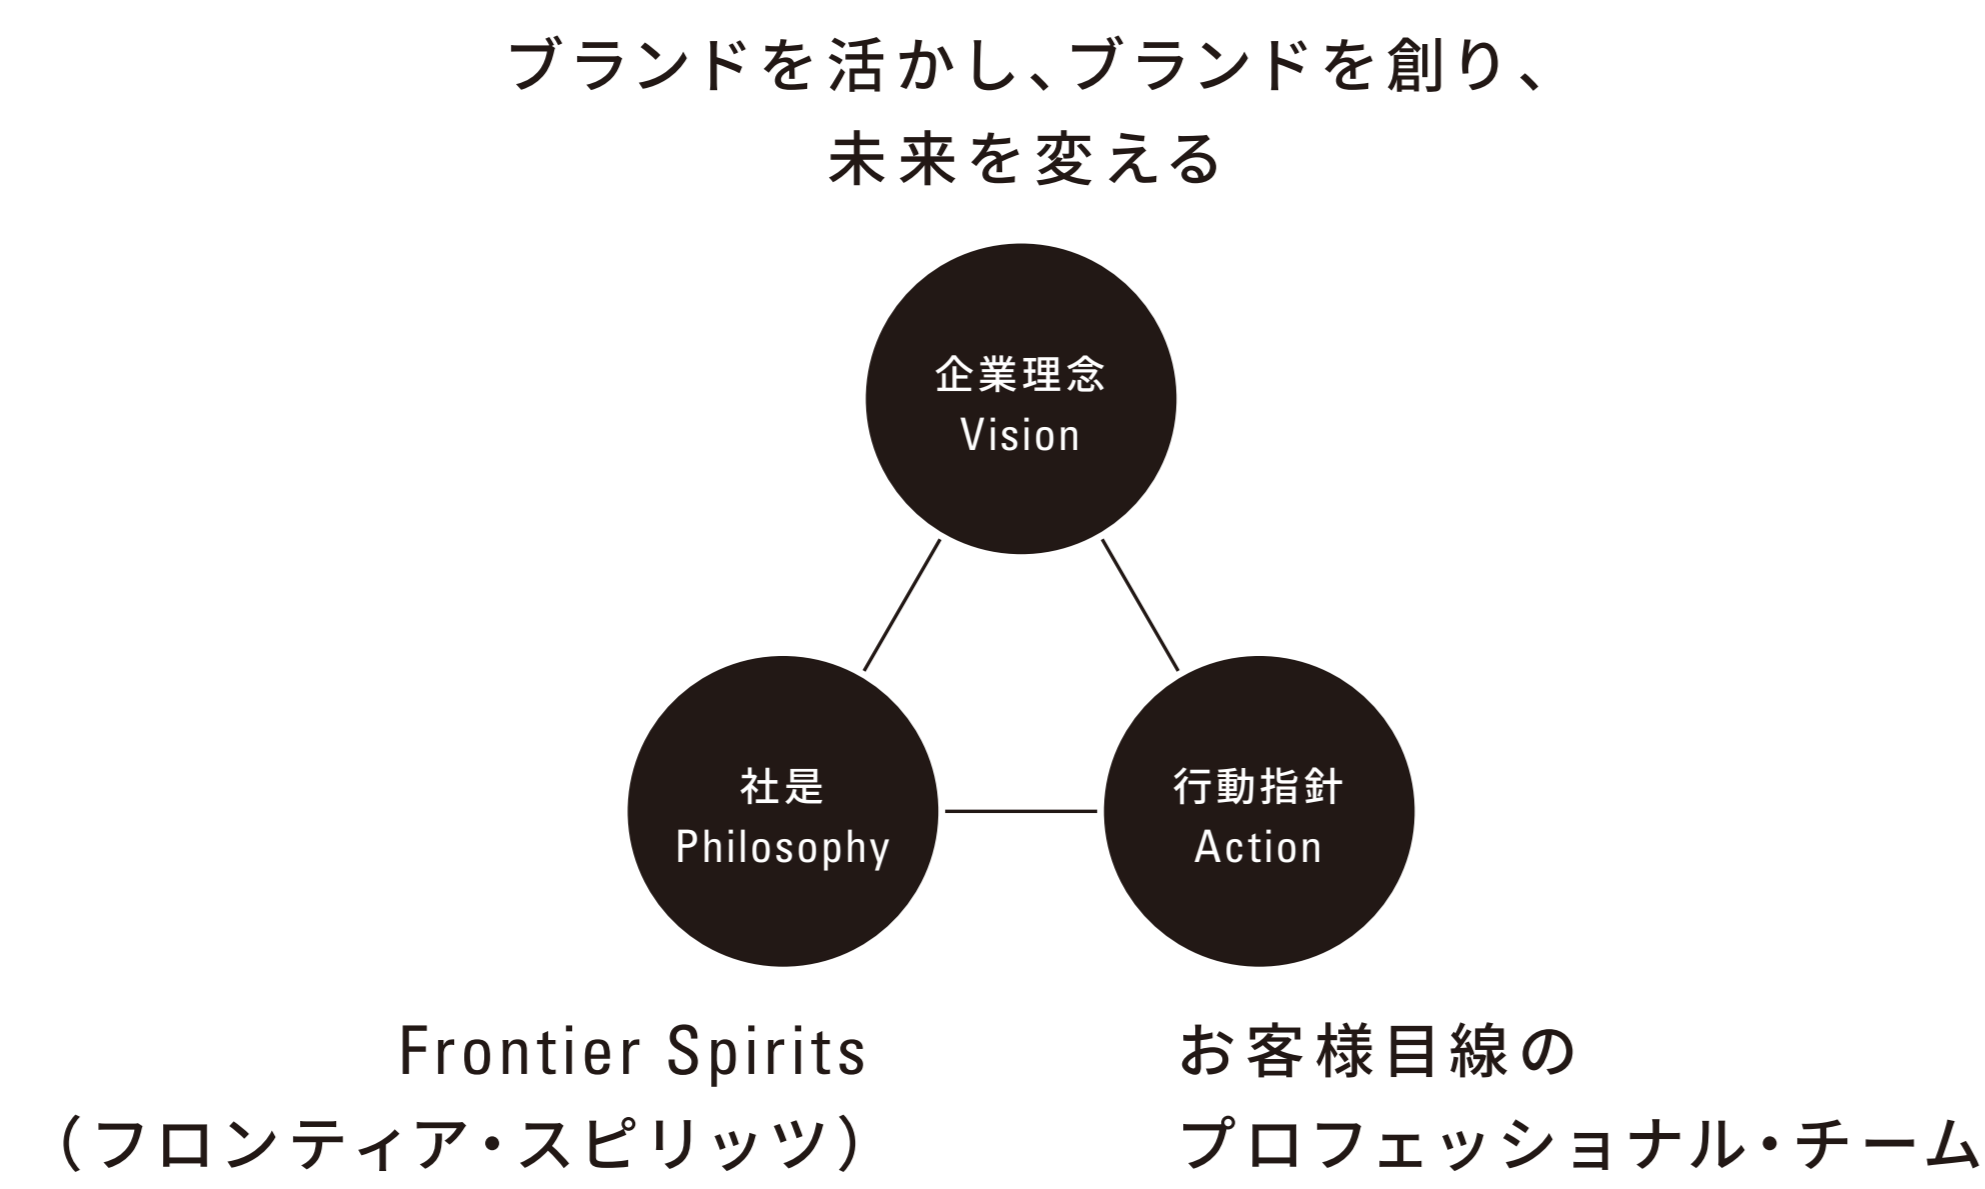 ブランドを活かし、ブランドを創り、
未来を変える
企業理念
Vision
社是
Philosophy
行動指針
Action
Frontier Spirits
（フロンティア・スピリッツ）
お客様目線の
プロフェッショナル・チーム